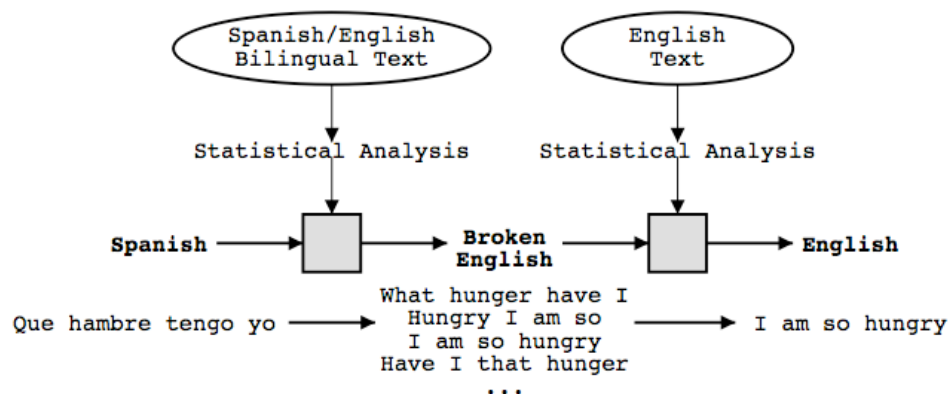 Spanish/English
Bilingual Text
English
Text
Statistical Analysis
Statistical Analysis
Spanish
Broken
English
English
Que hambre tengo yo
What hunger have I
Hungry I am so
I am so hungry
Have I that hunger
...
I am so hungry